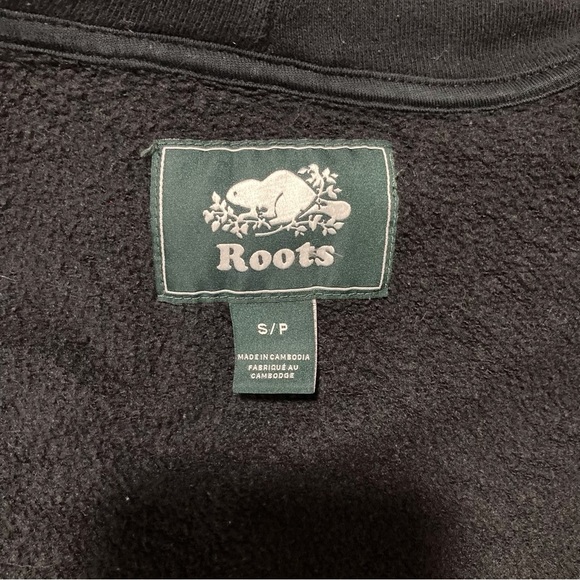 Roots
S/P
MADE IN CAMBODIA
FABRIQUÉ AU
CAMBODGE